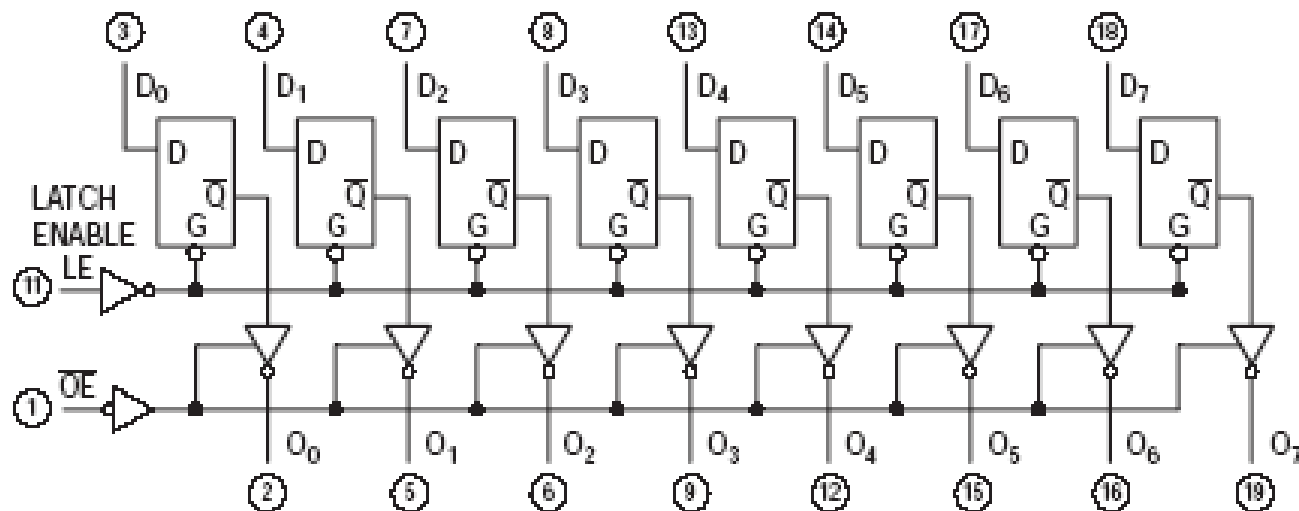 3 4 7 8 13 14 17 18
D0 D1 D2 D3 D4 D5 D6 D7
D D D D D D D D
Q̅ Q̅ Q̅ Q̅ Q̅ Q̅ Q̅ Q̅
G G G G G G G G
LATCH
ENABLE
LE
11
O̅E̅
1
O0 O1 O2 O3 O4 O5 O6 O7
2 5 6 9 12 15 16 19